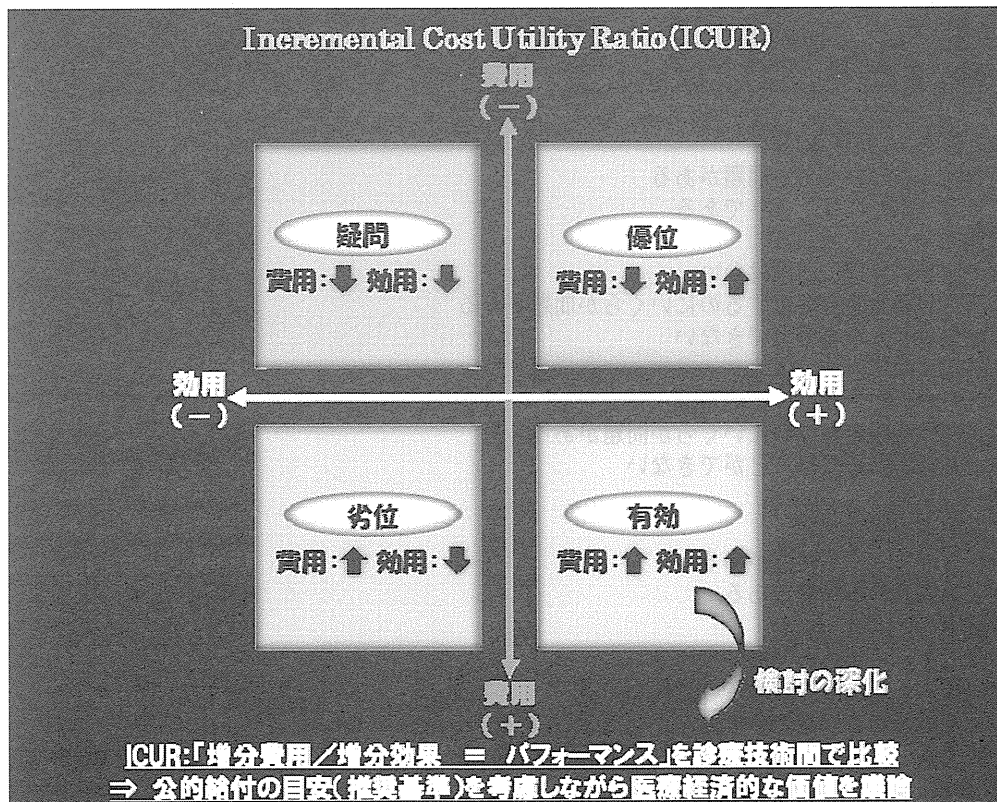 Incremental Cost Utility Ratio(ICUR)
費用
(－)
疑問
費用:⬇ 効用:⬇
優位
費用:⬇ 効用:⬆
効用
(－)
効用
(＋)
劣位
費用:⬆ 効用:⬇
有効
費用:⬆ 効用:⬆
検討の深化
費用
(＋)
ICUR:「増分費用／増分効果 ＝ パフォーマンス」を診療技術間で比較
⇒ 公的給付の目安(推奨基準)を考慮しながら医療経済的な価値を議論